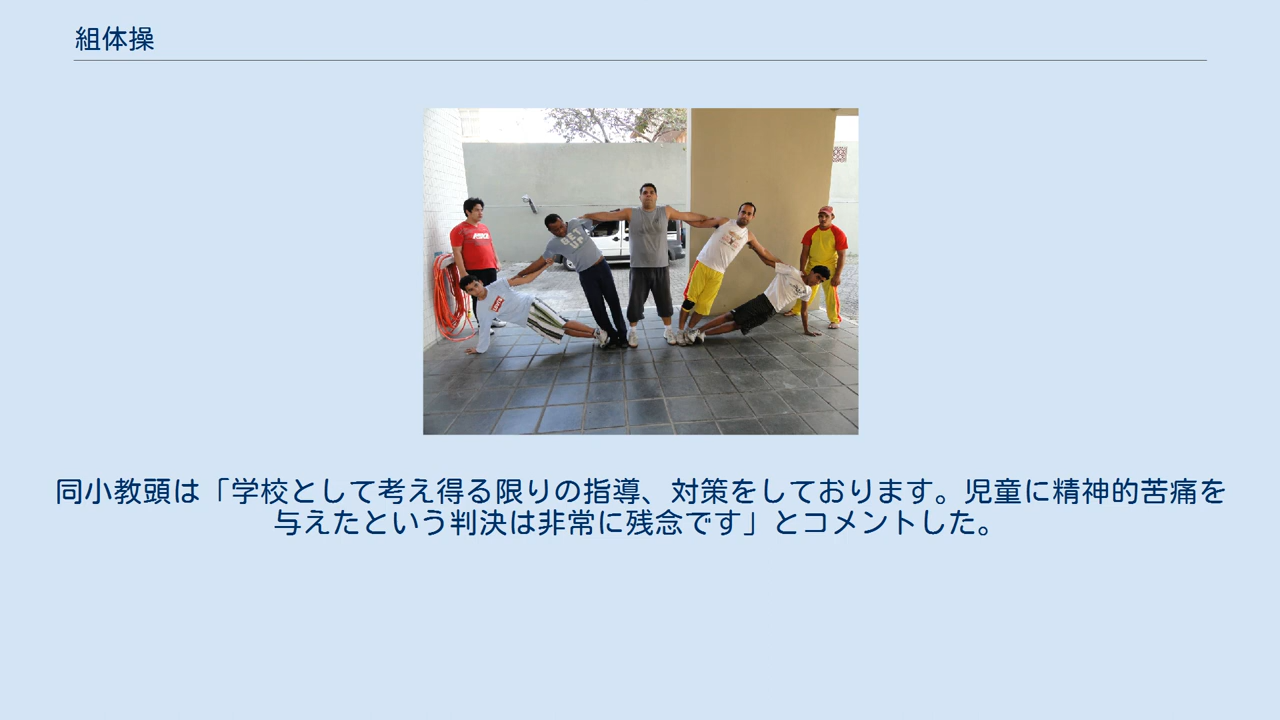 組体操
同小教頭は「学校として考え得る限りの指導、対策をしております。児童に精神的苦痛を
与えたという判決は非常に残念です」とコメントした。